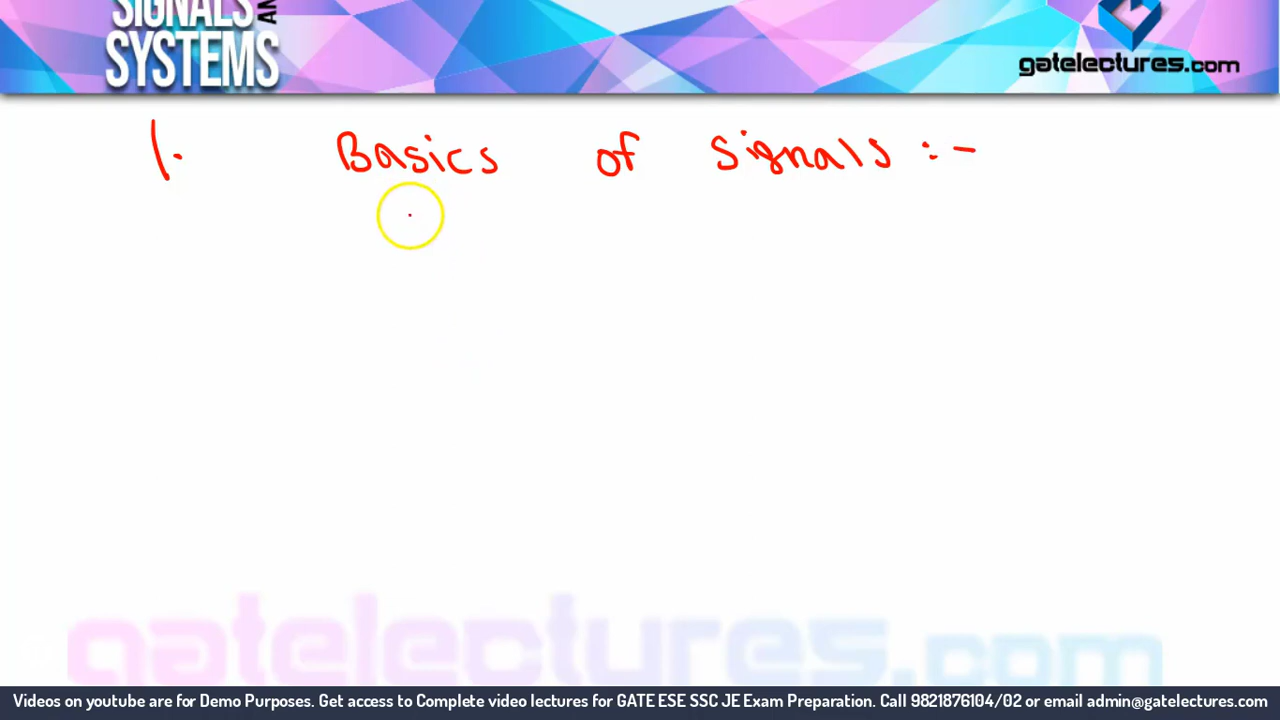 SIGNALS AND
SYSTEMS
gatelectures.com
1. Basics of Signals :-
gatelectures.com
Videos on youtube are for Demo Purposes. Get access to Complete video lectures for GATE ESE SSC JE Exam Preparation. Call 9821876104/02 or email admin@gatelectures.com